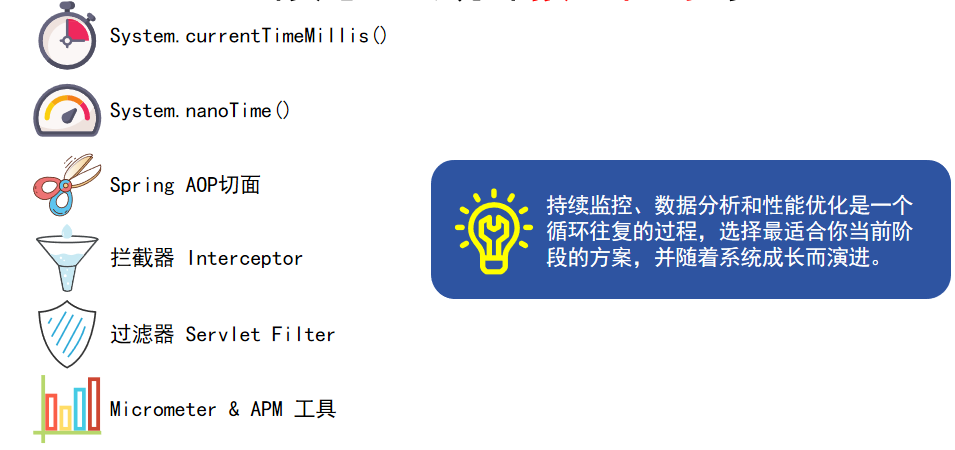 System.currentTimeMillis()
System.nanoTime()
Spring AOP切面
拦截器 Interceptor
过滤器 Servlet Filter
Micrometer & APM 工具
持续监控、数据分析和性能优化是一个
循环往复的过程，选择最适合你当前阶
段的方案，并随着系统成长而演进。